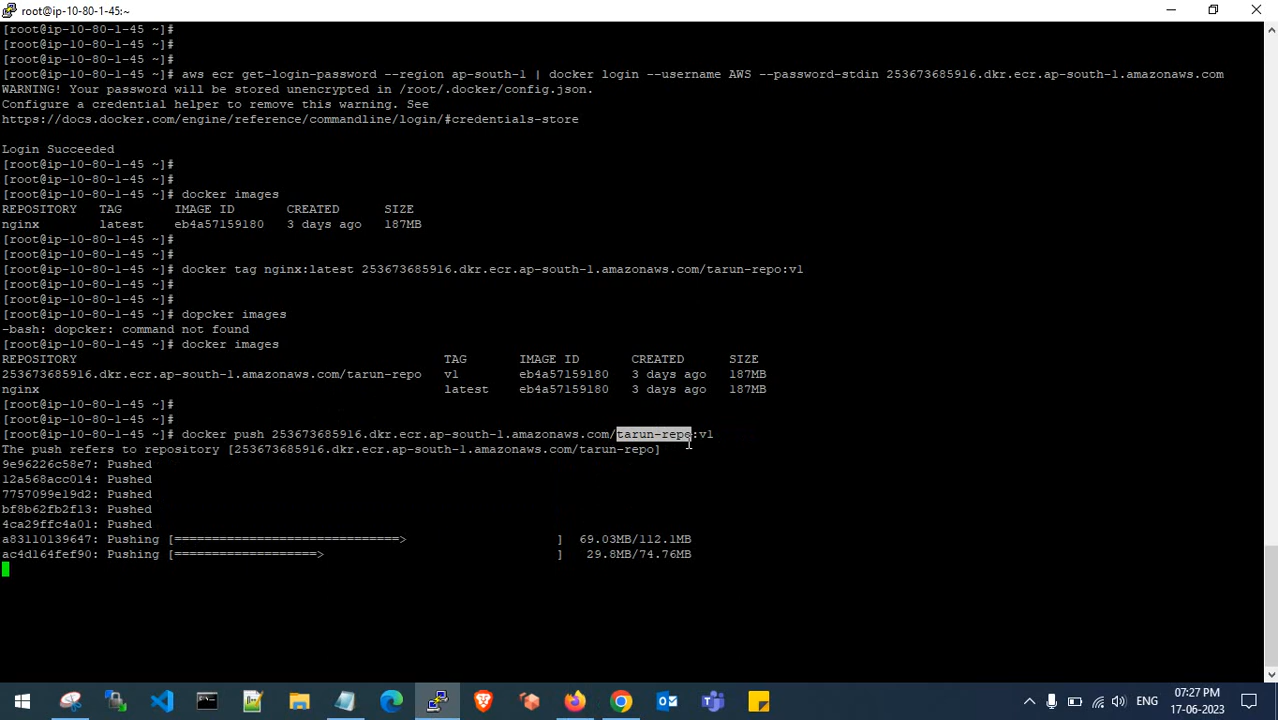 root@ip-10-80-1-45:~
[root@ip-10-80-1-45 ~]#
[root@ip-10-80-1-45 ~]#
[root@ip-10-80-1-45 ~]#
[root@ip-10-80-1-45 ~]# aws ecr get-login-password --region ap-south-1 | docker login --username AWS --password-stdin 253673685916.dkr.ecr.ap-south-1.amazonaws.com
WARNING! Your password will be stored unencrypted in /root/.docker/config.json.
Configure a credential helper to remove this warning. See
https://docs.docker.com/engine/reference/commandline/login/#credentials-store
Login Succeeded
[root@ip-10-80-1-45 ~]#
[root@ip-10-80-1-45 ~]#
[root@ip-10-80-1-45 ~]# docker images
REPOSITORY TAG IMAGE ID CREATED SIZE
nginx latest eb4a57159180 3 days ago 187MB
[root@ip-10-80-1-45 ~]#
[root@ip-10-80-1-45 ~]#
[root@ip-10-80-1-45 ~]# docker tag nginx:latest 253673685916.dkr.ecr.ap-south-1.amazonaws.com/tarun-repo:v1
[root@ip-10-80-1-45 ~]#
[root@ip-10-80-1-45 ~]#
[root@ip-10-80-1-45 ~]# dopcker images
-bash: dopcker: command not found
[root@ip-10-80-1-45 ~]# docker images
REPOSITORY TAG IMAGE ID CREATED SIZE
253673685916.dkr.ecr.ap-south-1.amazonaws.com/tarun-repo v1 eb4a57159180 3 days ago 187MB
nginx latest eb4a57159180 3 days ago 187MB
[root@ip-10-80-1-45 ~]#
[root@ip-10-80-1-45 ~]#
[root@ip-10-80-1-45 ~]# docker push 253673685916.dkr.ecr.ap-south-1.amazonaws.com/tarun-repo:v1
The push refers to repository [253673685916.dkr.ecr.ap-south-1.amazonaws.com/tarun-repo]
9e96226c58e7: Pushed
12a568acc014: Pushed
7757099e19d2: Pushed
bf8b62fb2f13: Pushed
4ca29ffc4a01: Pushed
a83110139647: Pushing [==============================> ] 69.03MB/112.1MB
ac4d164fef90: Pushing [===================> ] 29.8MB/74.76MB
ENG
07:27 PM
17-06-2023